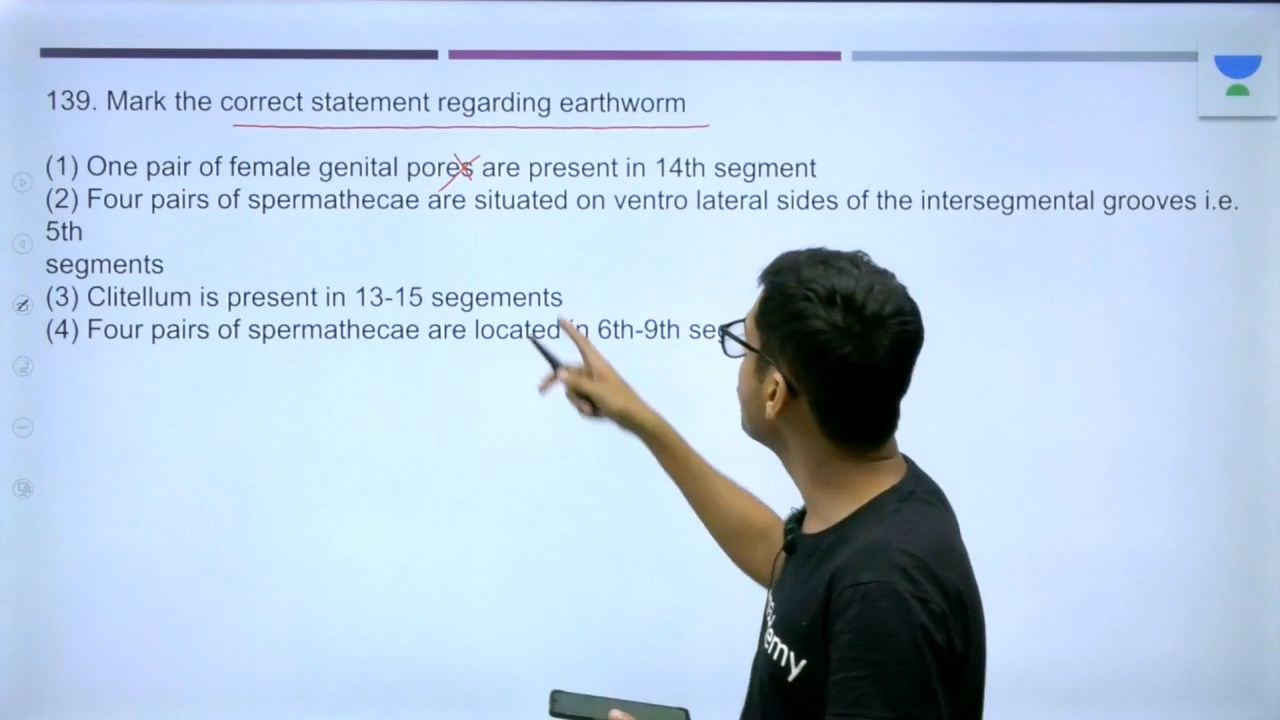 139. Mark the correct statement regarding earthworm
(1) One pair of female genital pores are present in 14th segment
(2) Four pairs of spermathecae are situated on ventro lateral sides of the intersegmental grooves i.e.
5th
segments
(3) Clitellum is present in 13-15 segements
(4) Four pairs of spermathecae are located in 6th-9th
emy